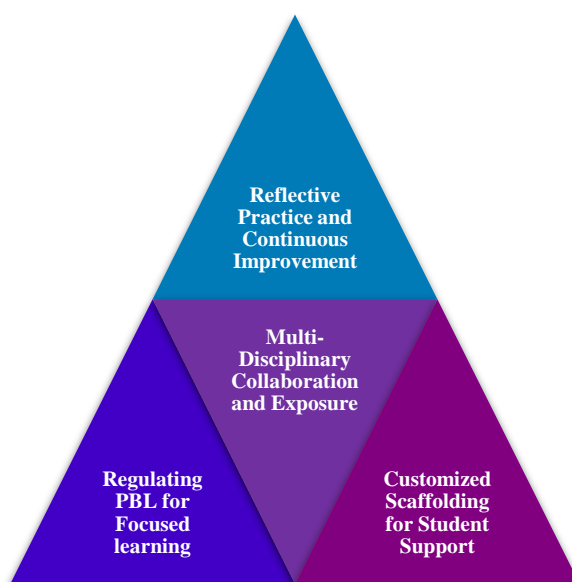 Reflective
Practice and
Continuous
Improvement
Multi-
Disciplinary
Collaboration
and Exposure
Regulating
PBL for
Focused
learning
Customized
Scaffolding
for Student
Support